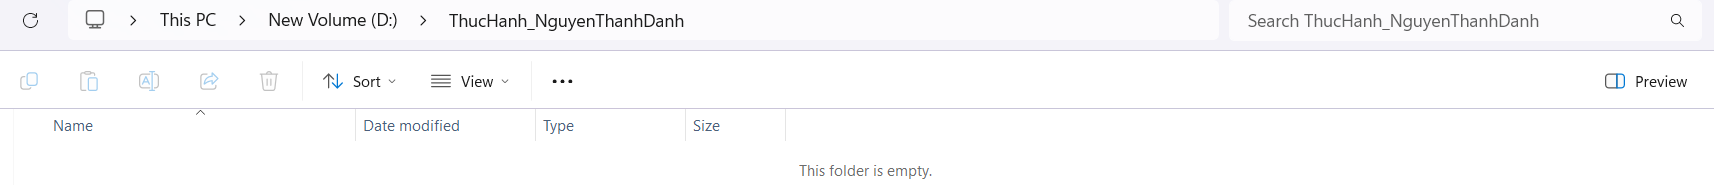 This PC > New Volume (D:) > ThucHanh_NguyenThanhDanh Search ThucHanh_NguyenThanhDanh
Sort View ... Preview
Name Date modified Type Size
This folder is empty.